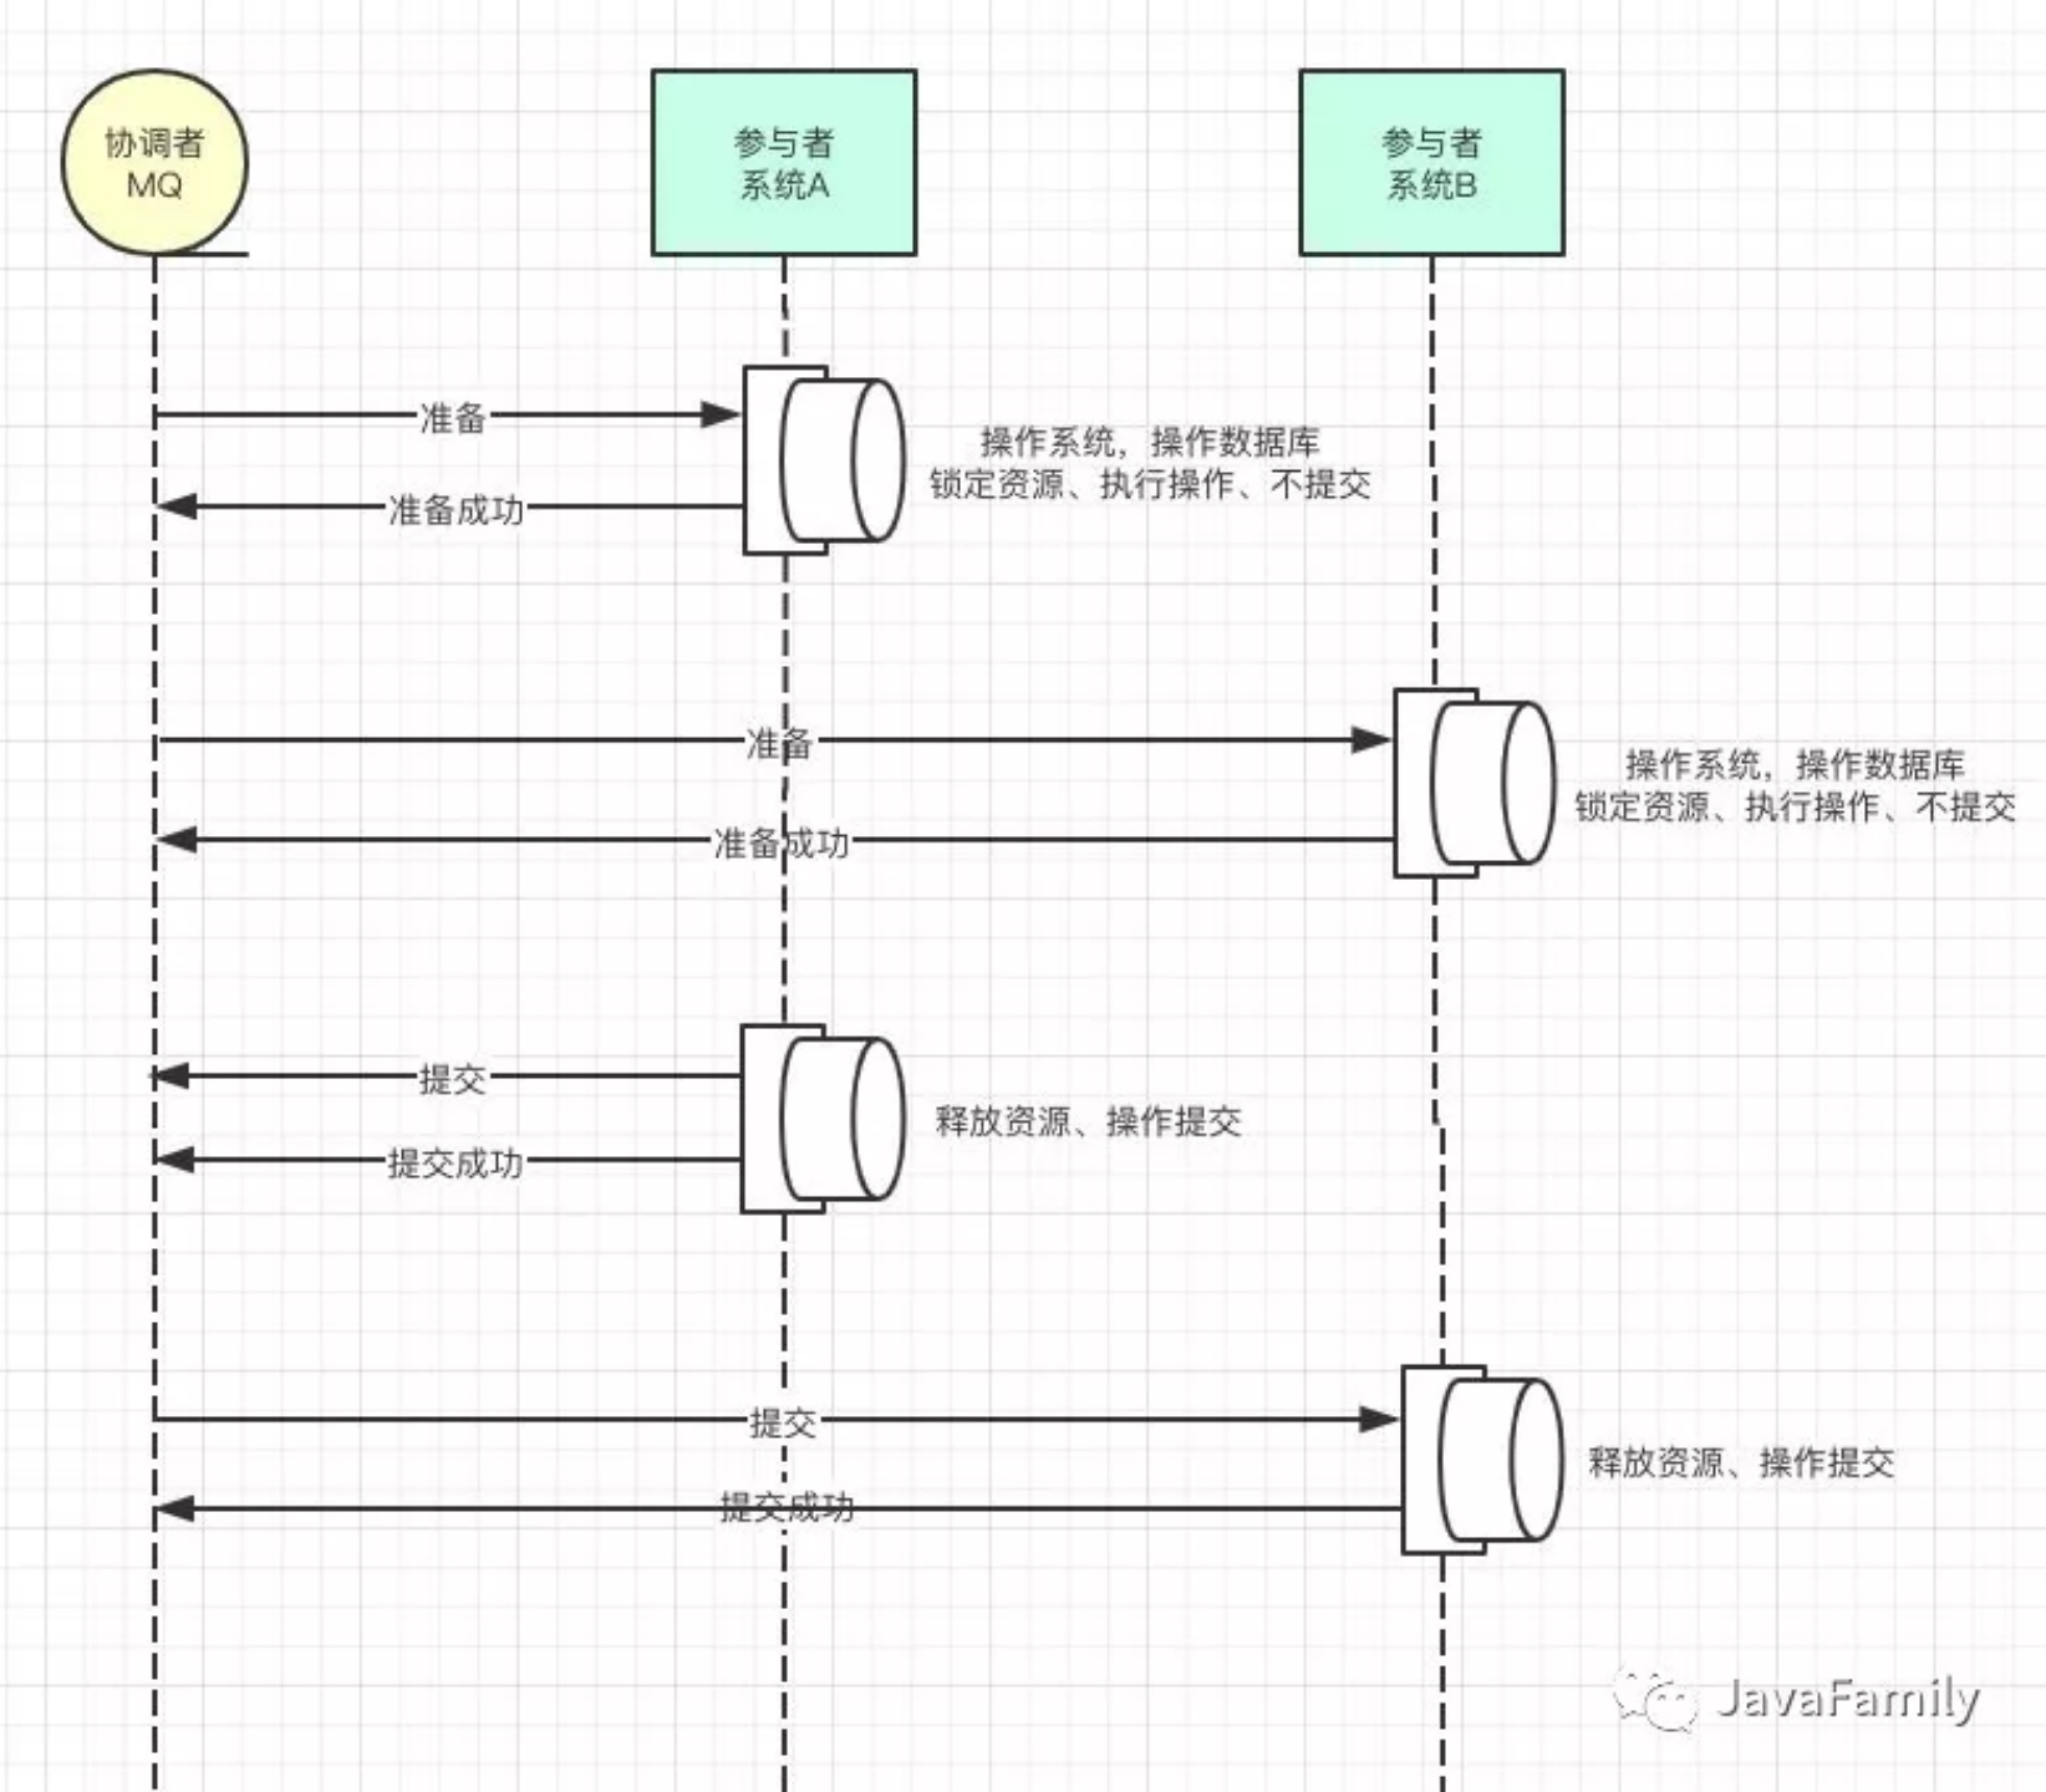 协调者
MQ
参与者
系统A
参与者
系统B
准备
操作系统，操作数据库
锁定资源、执行操作、不提交
准备成功
准备
操作系统，操作数据库
锁定资源、执行操作、不提交
准备成功
提交
释放资源、操作提交
提交成功
提交
释放资源、操作提交
提交成功
JavaFamily